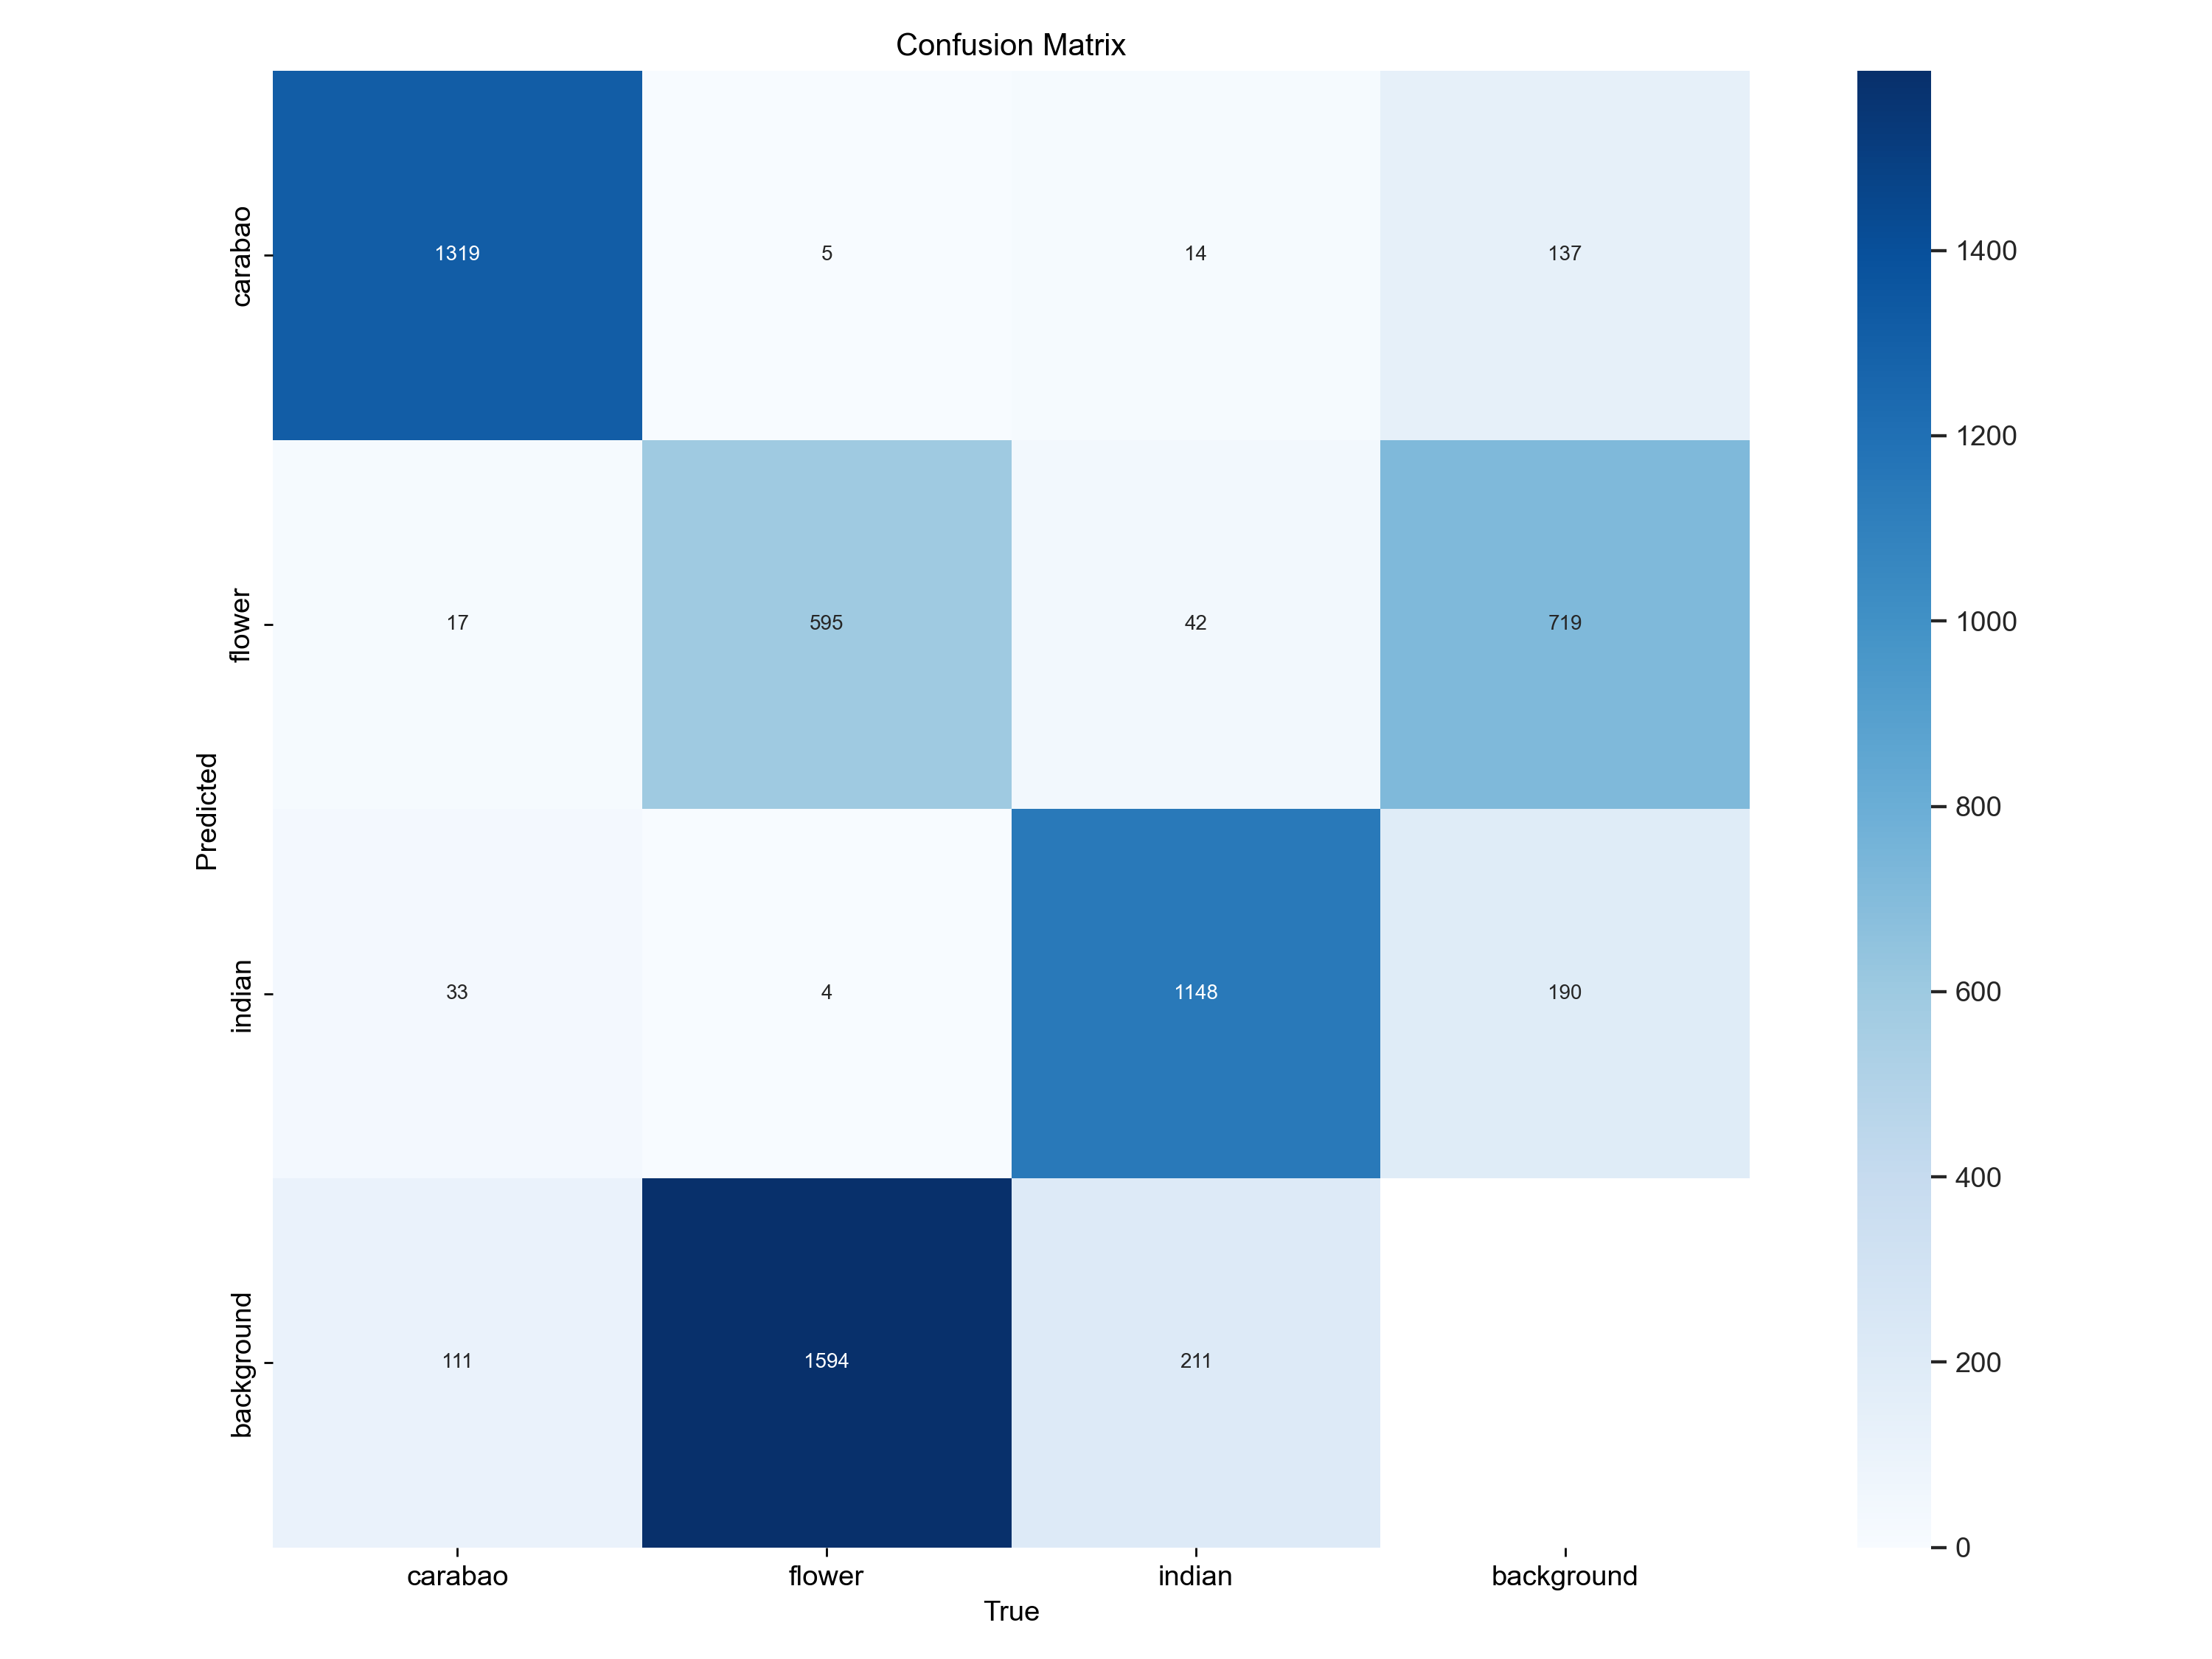 Confusion Matrix
carabao
1319 5 14 137
flower
17 595 42 719
indian
33 4 1148 190
background
111 1594 211
Predicted
carabao flower indian background
True
1400
1200
1000
800
600
400
200
0